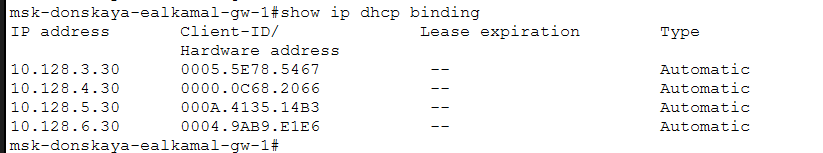 msk-donskaya-ealkamal-gw-1#show ip dhcp binding
IP address Client-ID/ Lease expiration Type
Hardware address
10.128.3.30 0005.5E78.5467 -- Automatic
10.128.4.30 0000.0C68.2066 -- Automatic
10.128.5.30 000A.4135.14B3 -- Automatic
10.128.6.30 0004.9AB9.E1E6 -- Automatic
msk-donskaya-ealkamal-gw-1#